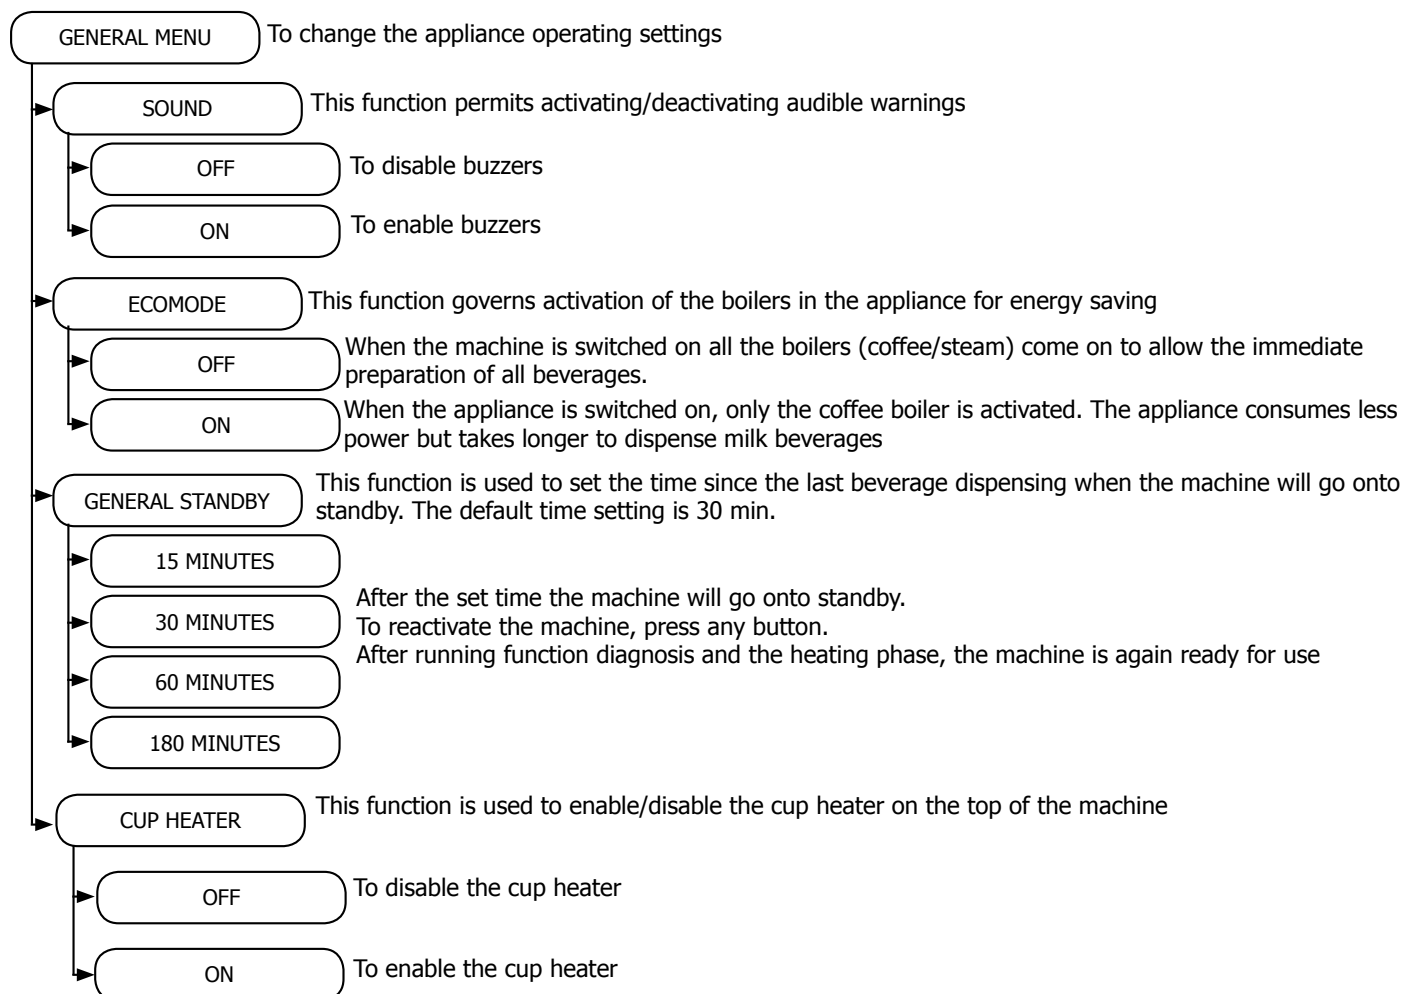 GENERAL MENU
To change the appliance operating settings
SOUND
This function permits activating/deactivating audible warnings
OFF
To disable buzzers
ON
To enable buzzers
ECOMODE
This function governs activation of the boilers in the appliance for energy saving
OFF
When the machine is switched on all the boilers (coffee/steam) come on to allow the immediate
preparation of all beverages.
ON
When the appliance is switched on, only the coffee boiler is activated. The appliance consumes less
power but takes longer to dispense milk beverages
GENERAL STANDBY
This function is used to set the time since the last beverage dispensing when the machine will go onto
standby. The default time setting is 30 min.
15 MINUTES
30 MINUTES
60 MINUTES
180 MINUTES
After the set time the machine will go onto standby.
To reactivate the machine, press any button.
After running function diagnosis and the heating phase, the machine is again ready for use
CUP HEATER
This function is used to enable/disable the cup heater on the top of the machine
OFF
To disable the cup heater
ON
To enable the cup heater